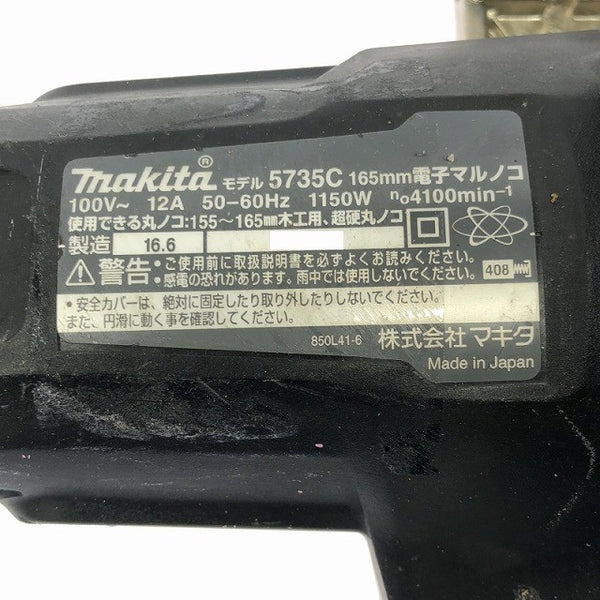 makita® モデル 5735C 165mm電子マルノコ
100V～ 12A 50-60Hz 1150W n₀4100min⁻¹
使用できる丸ノコ:155～165mm木工用、超硬丸ノコ
製造 16.6
警告:ご使用前に取扱説明書を必ずよくお読みください。
感電の恐れがあります。雨中では使用しないでください。
408
•安全カバーは、絶対に固定したり取り外したりしないでください。
また、円滑に動く事を確認してください。
850L41-6 株式会社 マキタ
Made in Japan